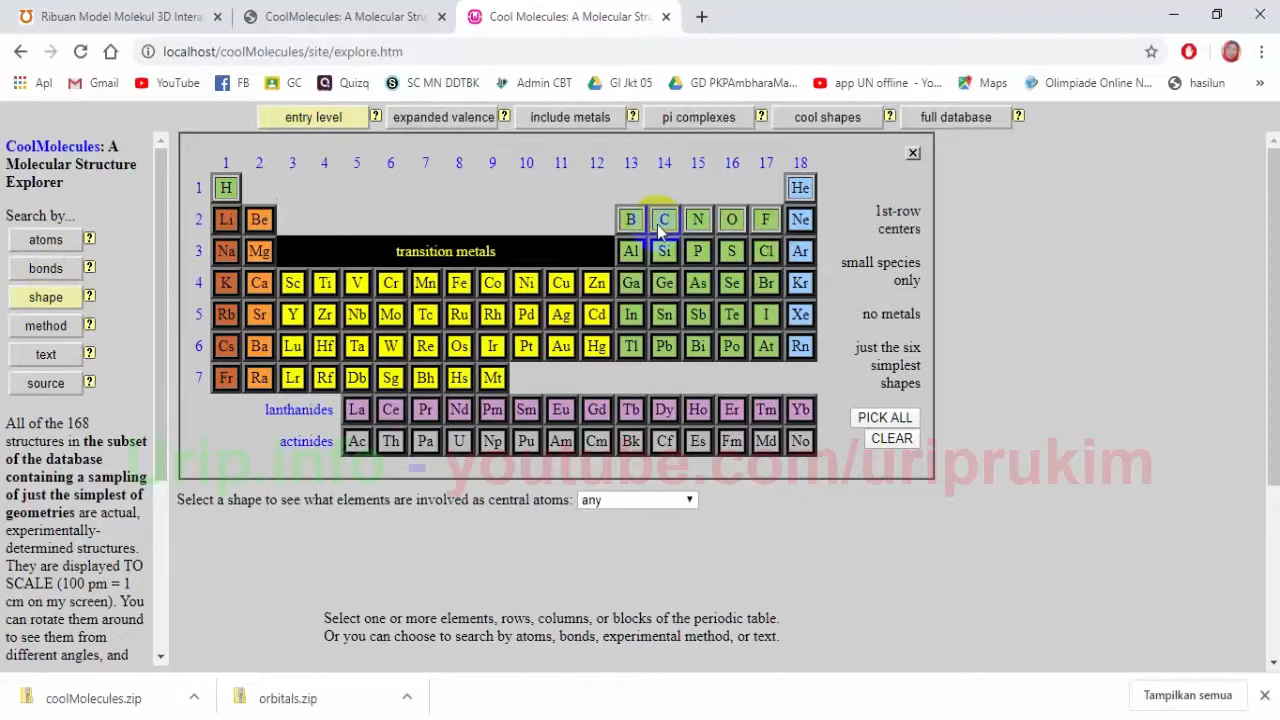 Ribuan Model Molekul 3D Intera
CoolMolecules: A Molecular Struct
Cool Molecules: A Molecular Stru
localhost/coolMolecules/site/explore.htm
Apl
Gmail
YouTube
FB
GC
Quizq
SC MN DDTBK
Admin CBT
GI Jkt 05
GD PKPAmbharaMa...
app UN offline - Yo...
Maps
Olimpiade Online N...
hasilun
»
entry level ?
expanded valence ?
include metals ?
pi complexes ?
cool shapes ?
full database ?
CoolMolecules: A
Molecular Structure
Explorer
Search by...
atoms ?
bonds ?
shape ?
method ?
text ?
source ?
All of the 168
structures in the subset
of the database
containing a sampling
of just the simplest of
geometries are actual,
experimentally-
determined structures.
They are displayed TO
SCALE (100 pm = 1
cm on my screen). You
can rotate them around
to see them from
different angles, and
1 2 3 4 5 6 7 8 9 10 11 12 13 14 15 16 17 18
1 H He
2 Li Be B C N O F Ne
3 Na Mg transition metals Al Si P S Cl Ar
4 K Ca Sc Ti V Cr Mn Fe Co Ni Cu Zn Ga Ge As Se Br Kr
5 Rb Sr Y Zr Nb Mo Tc Ru Rh Pd Ag Cd In Sn Sb Te I Xe
6 Cs Ba Lu Hf Ta W Re Os Ir Pt Au Hg Tl Pb Bi Po At Rn
7 Fr Ra Lr Rf Db Sg Bh Hs Mt
lanthanides La Ce Pr Nd Pm Sm Eu Gd Tb Dy Ho Er Tm Yb
actinides Ac Th Pa U Np Pu Am Cm Bk Cf Es Fm Md No
1st-row
centers
small species
only
no metals
just the six
simplest
shapes
PICK ALL
CLEAR
Urip.info - youtube.com/uriprukim
Select a shape to see what elements are involved as central atoms: any
Select one or more elements, rows, columns, or blocks of the periodic table.
Or you can choose to search by atoms, bonds, experimental method, or text.
coolMolecules.zip
orbitals.zip
Tampilkan semua